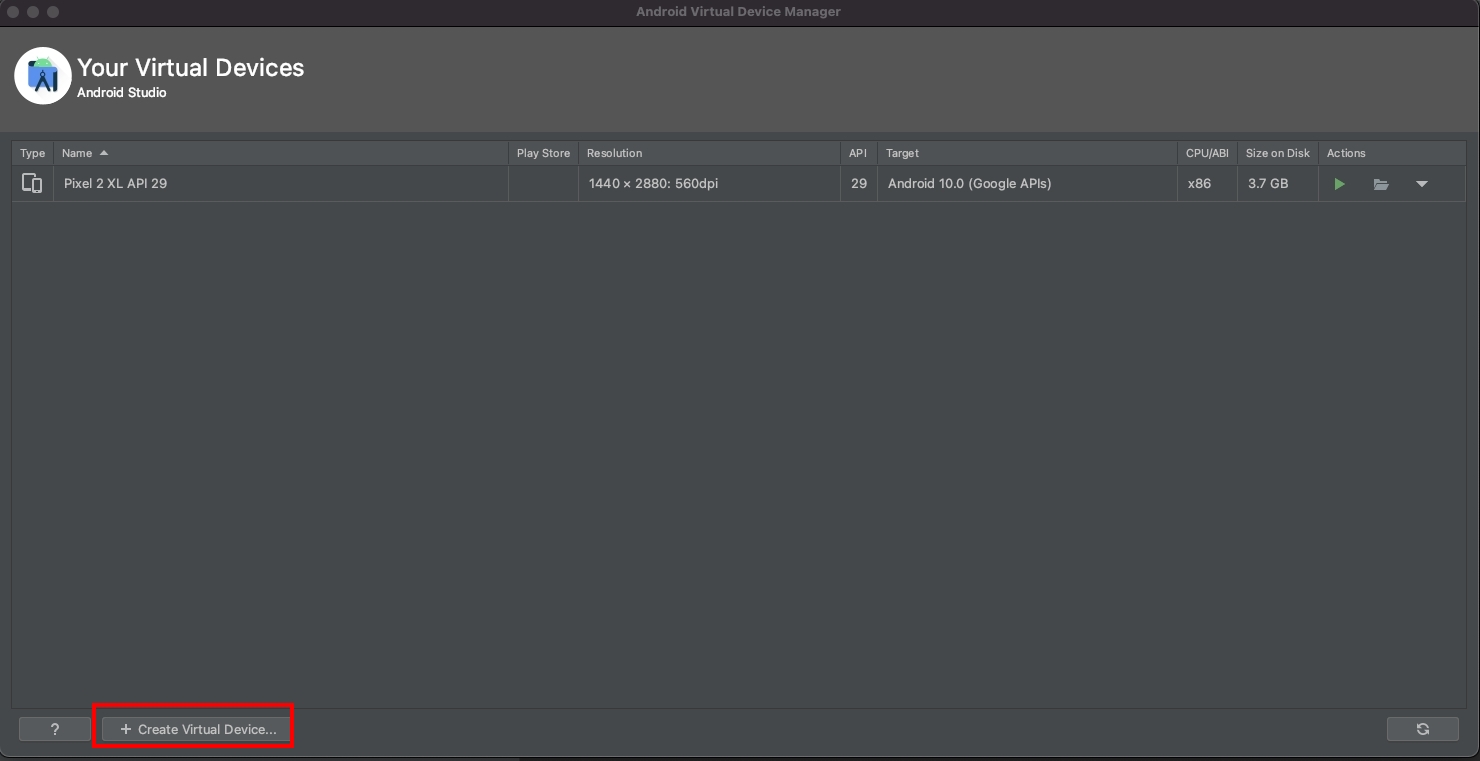 Android Virtual Device Manager
Your Virtual Devices
Android Studio
Type Name Play Store Resolution API Target CPU/ABI Size on Disk Actions
Pixel 2 XL API 29 1440 × 2880: 560dpi 29 Android 10.0 (Google APIs) x86 3.7 GB
? + Create Virtual Device...